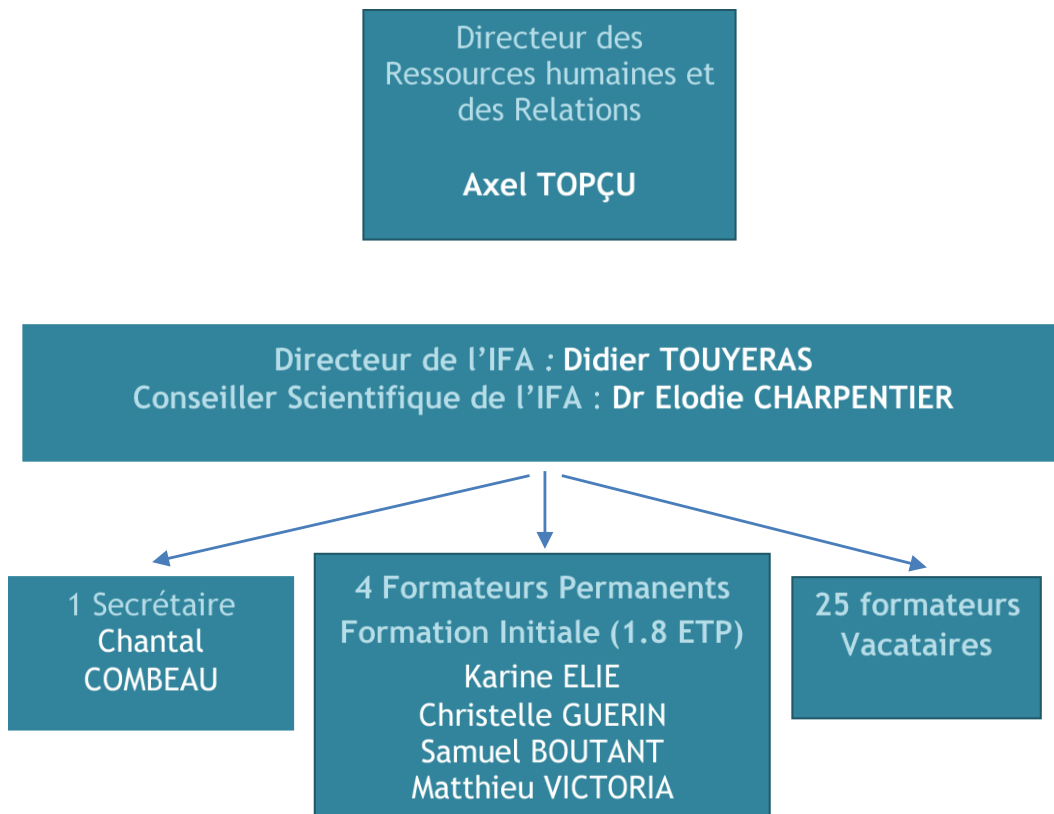 Directeur des
Ressources humaines et
des Relations
Axel TOPÇU
Directeur de l’IFA : Didier TOUYERAS
Conseiller Scientifique de l’IFA : Dr Elodie CHARPENTIER
1 Secrétaire
Chantal
COMBEAU
4 Formateurs Permanents
Formation Initiale (1.8 ETP)
Karine ELIE
Christelle GUERIN
Samuel BOUTANT
Matthieu VICTORIA
25 formateurs
Vacataires